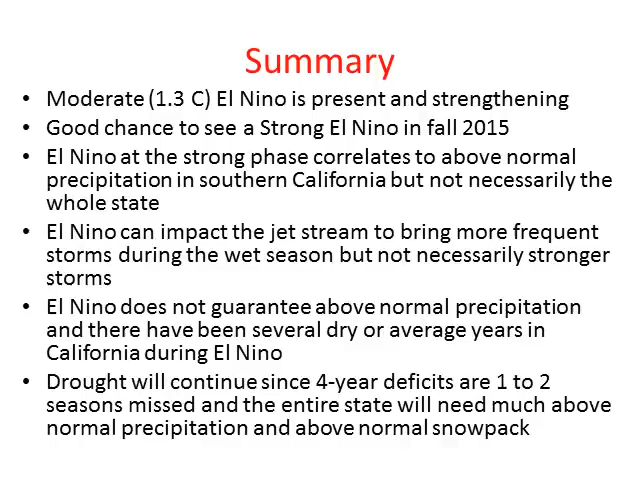 Summary
• Moderate (1.3 C) El Nino is present and strengthening
• Good chance to see a Strong El Nino in fall 2015
• El Nino at the strong phase correlates to above normal
precipitation in southern California but not necessarily the
whole state
• El Nino can impact the jet stream to bring more frequent
storms during the wet season but not necessarily stronger
storms
• El Nino does not guarantee above normal precipitation
and there have been several dry or average years in
California during El Nino
• Drought will continue since 4-year deficits are 1 to 2
seasons missed and the entire state will need much above
normal precipitation and above normal snowpack